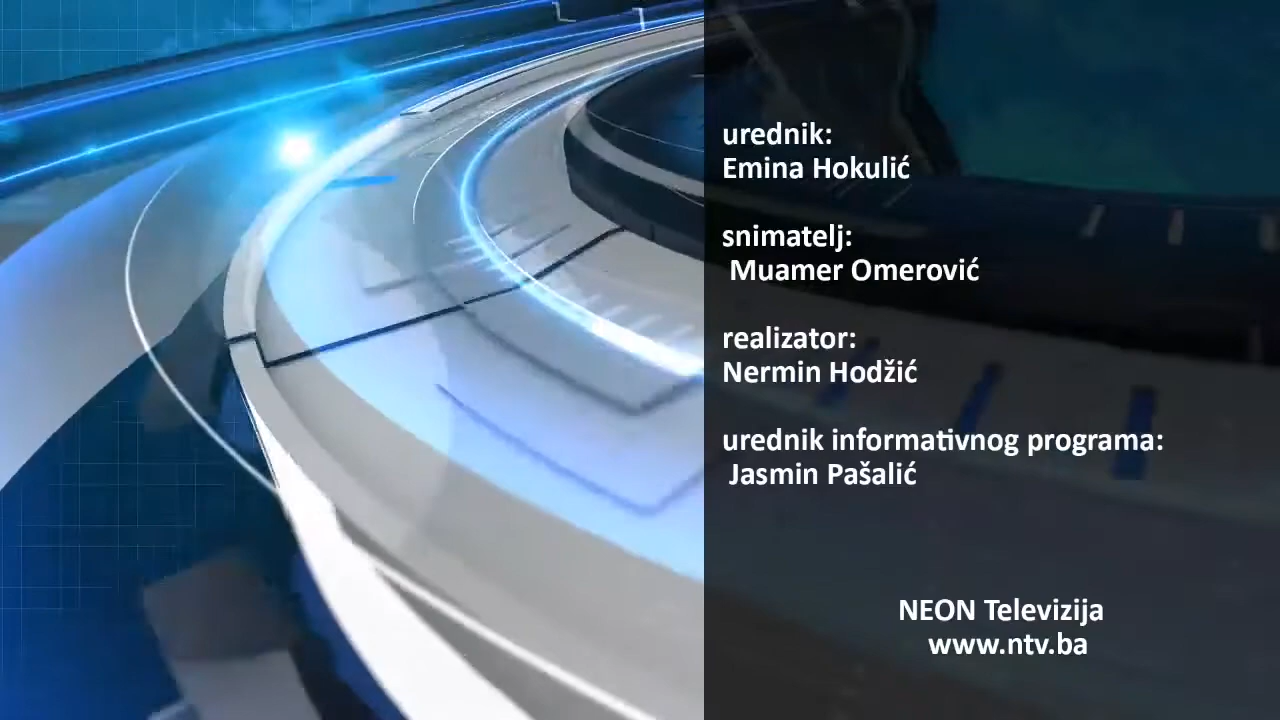 urednik:
Emina Hokulić
snimatelj:
Muamer Omerović
realizator:
Nermin Hodžić
urednik informativnog programa:
Jasmin Pašalić
NEON Televizija
www.ntv.ba